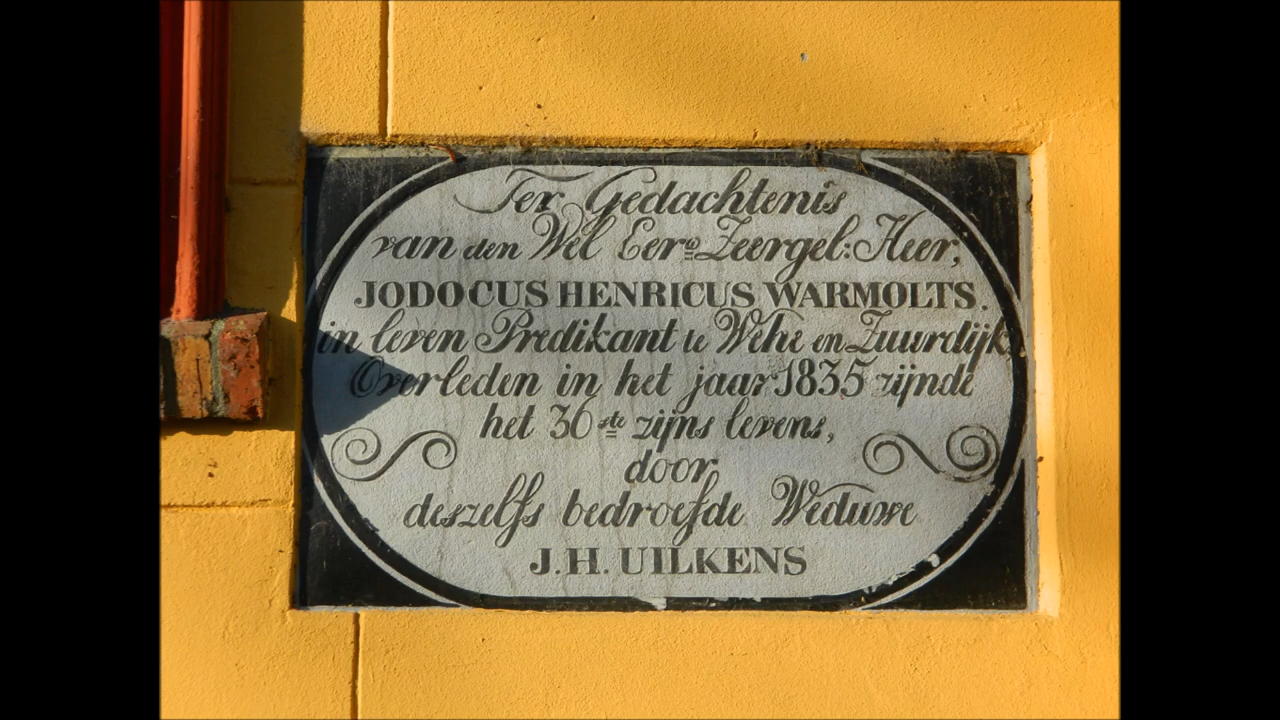 Ter Gedachtenis
van den Wel Eerᵒ Zeergel: Heer,
JODOCUS HENRICUS WARMOLTS.
in leven Predikant te Wehe en Zuurdijk,
Overleden in het jaar 1835 zijnde
het 36ste zijns levens,
door
deszelfs bedroefde Weduwe
J.H. UILKENS